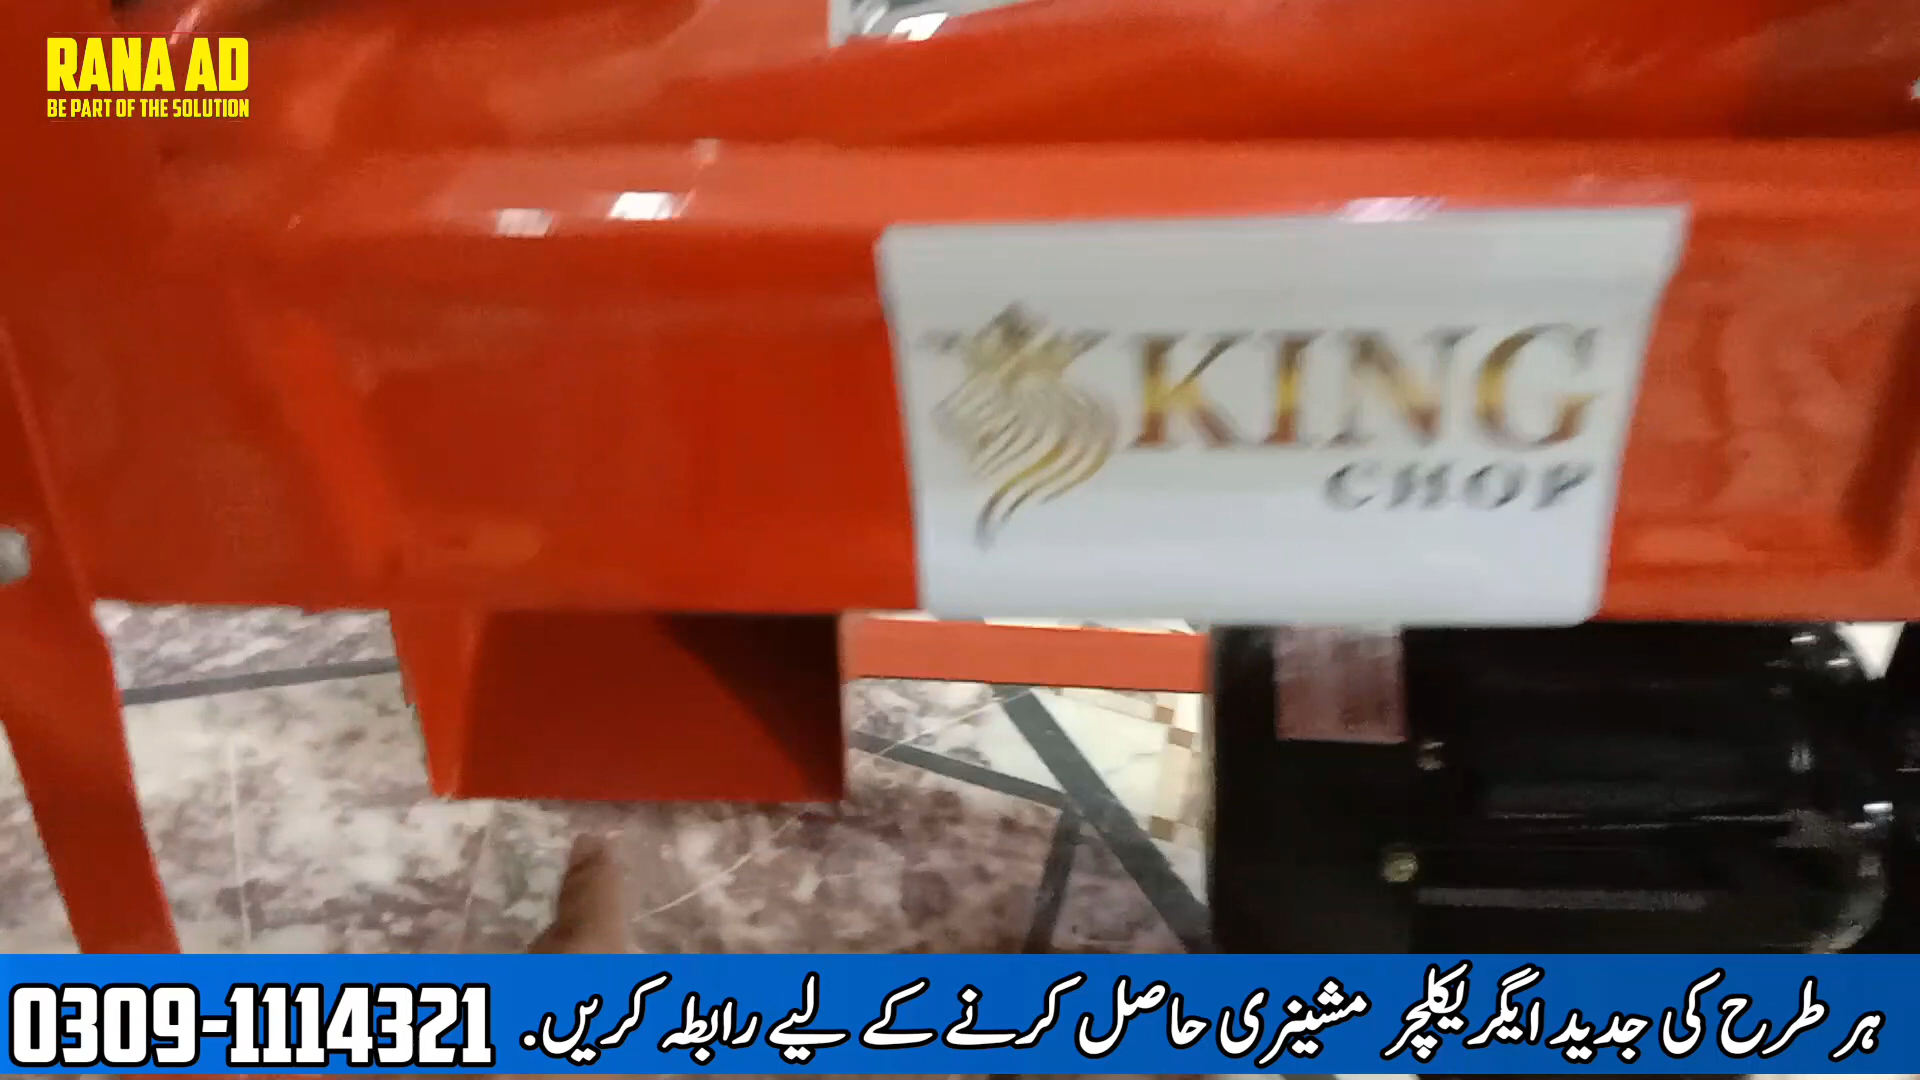 RANA AD
BE PART OF THE SOLUTION
KING
CHOP
0309-1114321
ہر طرح کی جدید ایگریکلچر مشینری حاصل کرنے کے لیے رابطہ کریں.